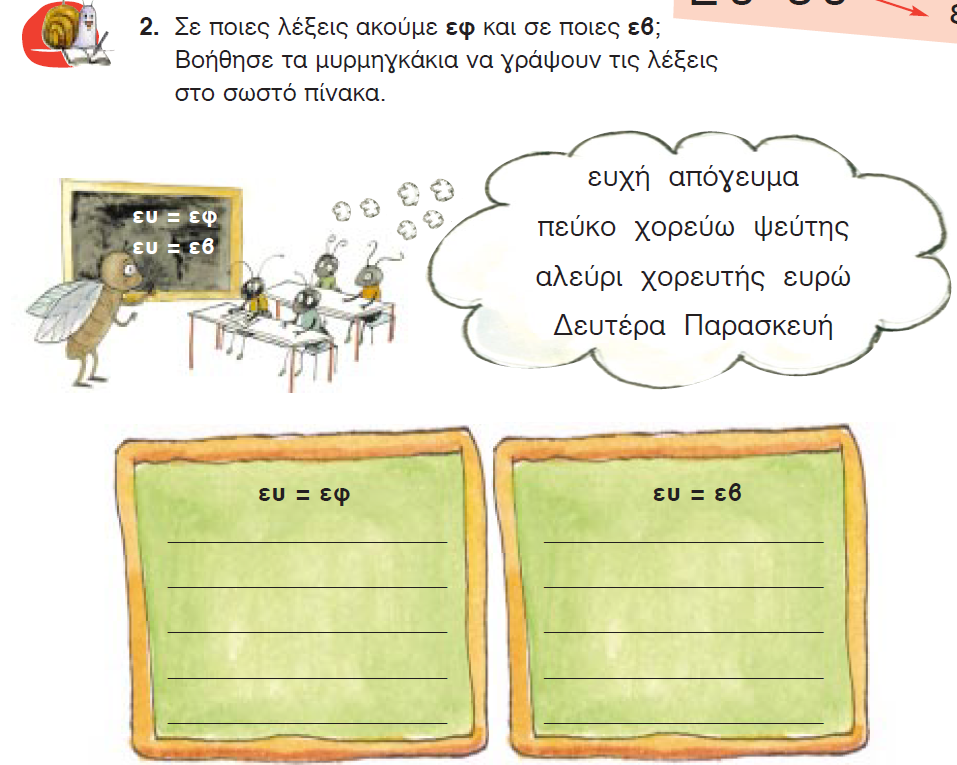 2. Σε ποιες λέξεις ακούμε εφ και σε ποιες εβ;
Βοήθησε τα μυρμηγκάκια να γράψουν τις λέξεις
στο σωστό πίνακα.
ευ = εφ
ευ = εβ
ευχή απόγευμα
πεύκο χορεύω ψεύτης
αλεύρι χορευτής ευρώ
Δευτέρα Παρασκευή
ευ = εφ
ευ = εβ